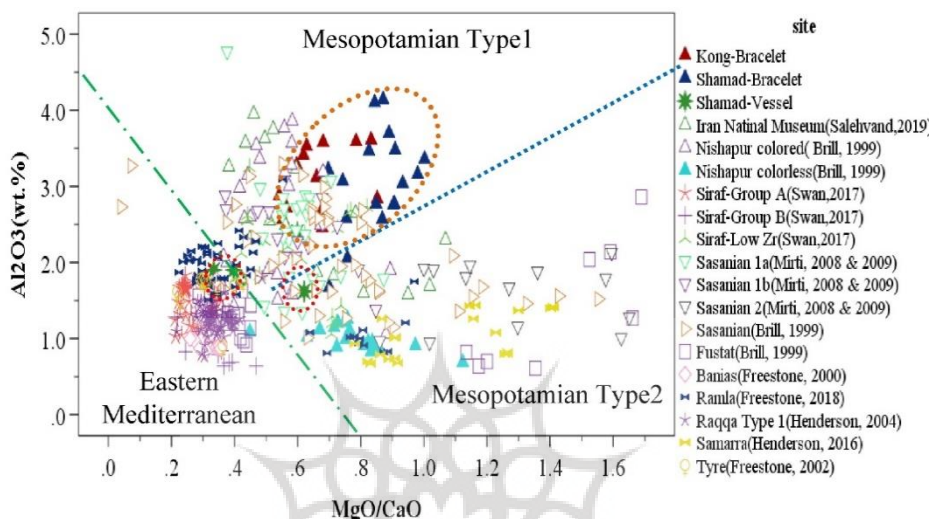 Mesopotamian Type1
Al2O3(wt.%)
5.0
4.0
3.0
2.0
1.0
.0
Eastern
Mediterranean
Mesopotamian Type2
.0 .2 .4 .6 .8 1.0 1.2 1.4 1.6
MgO/CaO
site
Kong-Bracelet
Shamad-Bracelet
Shamad-Vessel
Iran Natinal Museum(Salehvand,2019)
Nishapur colored( Brill, 1999)
Nishapur colorless(Brill, 1999)
Siraf-Group A(Swan,2017)
Siraf-Group B(Swan,2017)
Siraf-Low Zr(Swan,2017)
Sasanian 1a(Mirti, 2008 & 2009)
Sasanian 1b(Mirti, 2008 & 2009)
Sasanian 2(Mirti, 2008 & 2009)
Sasanian(Brill, 1999)
Fustat(Brill, 1999)
Banias(Freestone, 2000)
Ramla(Freestone, 2018)
Raqqa Type 1(Henderson, 2004)
Samarra(Henderson, 2016)
Tyre(Freestone, 2002)